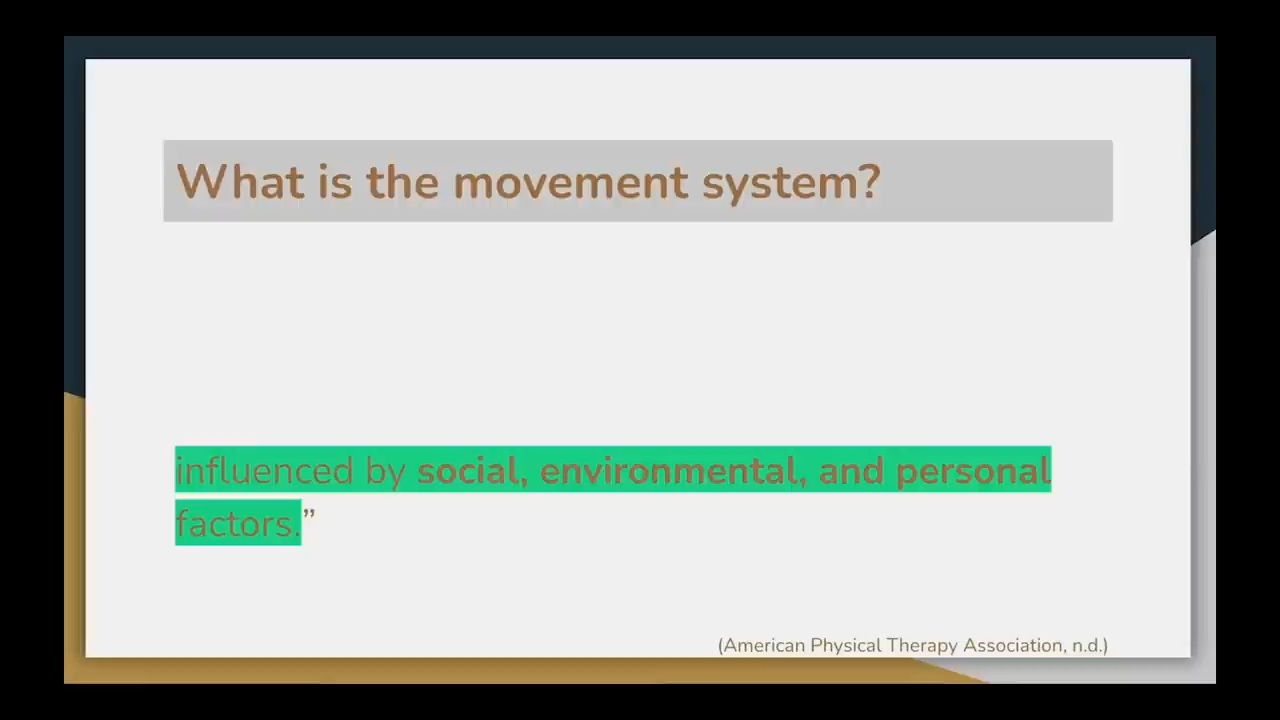 What is the movement system?
influenced by social, environmental, and personal
factors.”
(American Physical Therapy Association, n.d.)